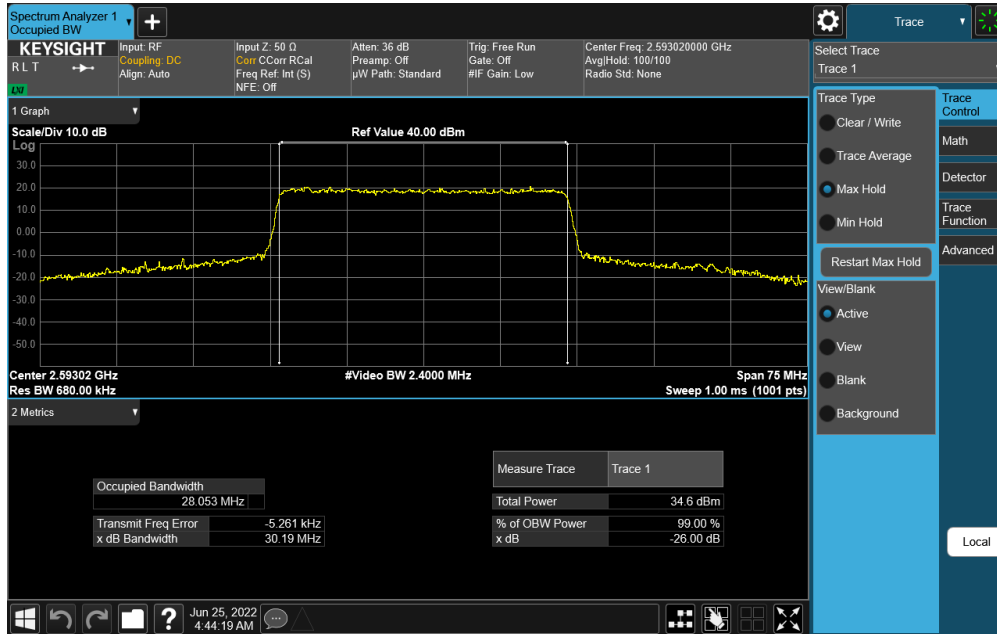 Spectrum Analyzer 1
Occupied BW
Trace
KEYSIGHT
R L T
LXI
Input: RF
Coupling: DC
Align: Auto
Input Z: 50 Ω
Corr CCorr RCal
Freq Ref: Int (S)
NFE: Off
Atten: 36 dB
Preamp: Off
µW Path: Standard
Trig: Free Run
Gate: Off
#IF Gain: Low
Center Freq: 2.593020000 GHz
Avg|Hold: 100/100
Radio Std: None
Select Trace
Trace 1
1 Graph
Scale/Div 10.0 dB
Ref Value 40.00 dBm
Log
30.0
20.0
10.0
0.00
-10.0
-20.0
-30.0
-40.0
-50.0
Center 2.59302 GHz
#Video BW 2.4000 MHz
Span 75 MHz
Res BW 680.00 kHz
Sweep 1.00 ms (1001 pts)
Trace Type
Clear / Write
Trace Average
Max Hold
Min Hold
Restart Max Hold
View/Blank
Active
View
Blank
Background
Trace
Control
Math
Detector
Trace
Function
Advanced
Local
2 Metrics
Occupied Bandwidth
28.053 MHz
Transmit Freq Error -5.261 kHz
x dB Bandwidth 30.19 MHz
Measure Trace Trace 1
Total Power 34.6 dBm
% of OBW Power 99.00 %
x dB -26.00 dB
?
Jun 25, 2022
4:44:19 AM